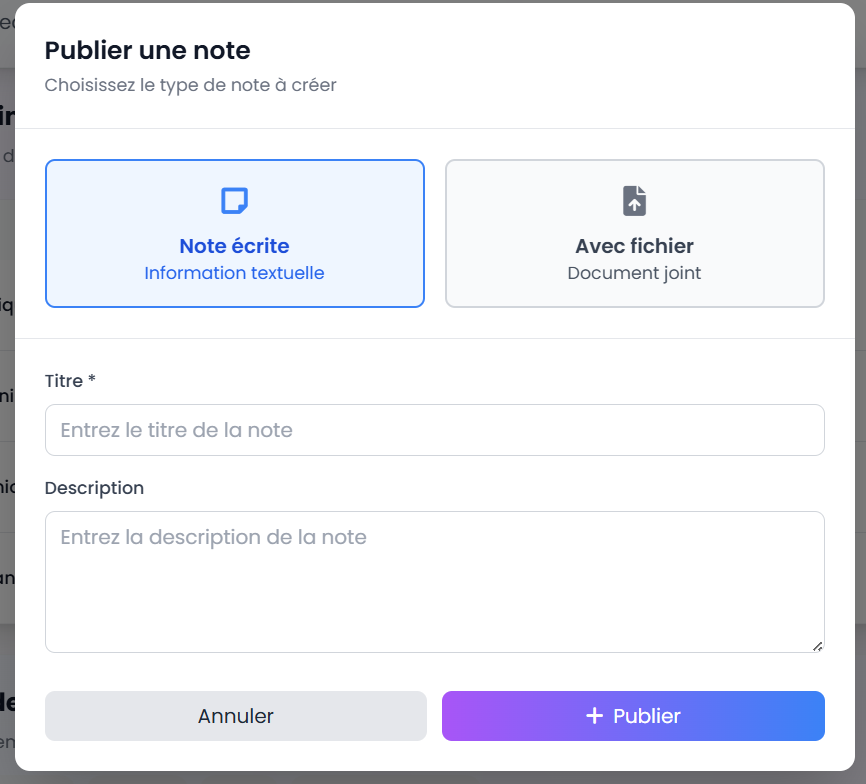 Publier une note
Choisissez le type de note à créer
Note écrite
Information textuelle
Avec fichier
Document joint
Titre *
Entrez le titre de la note
Description
Entrez la description de la note
Annuler
+ Publier